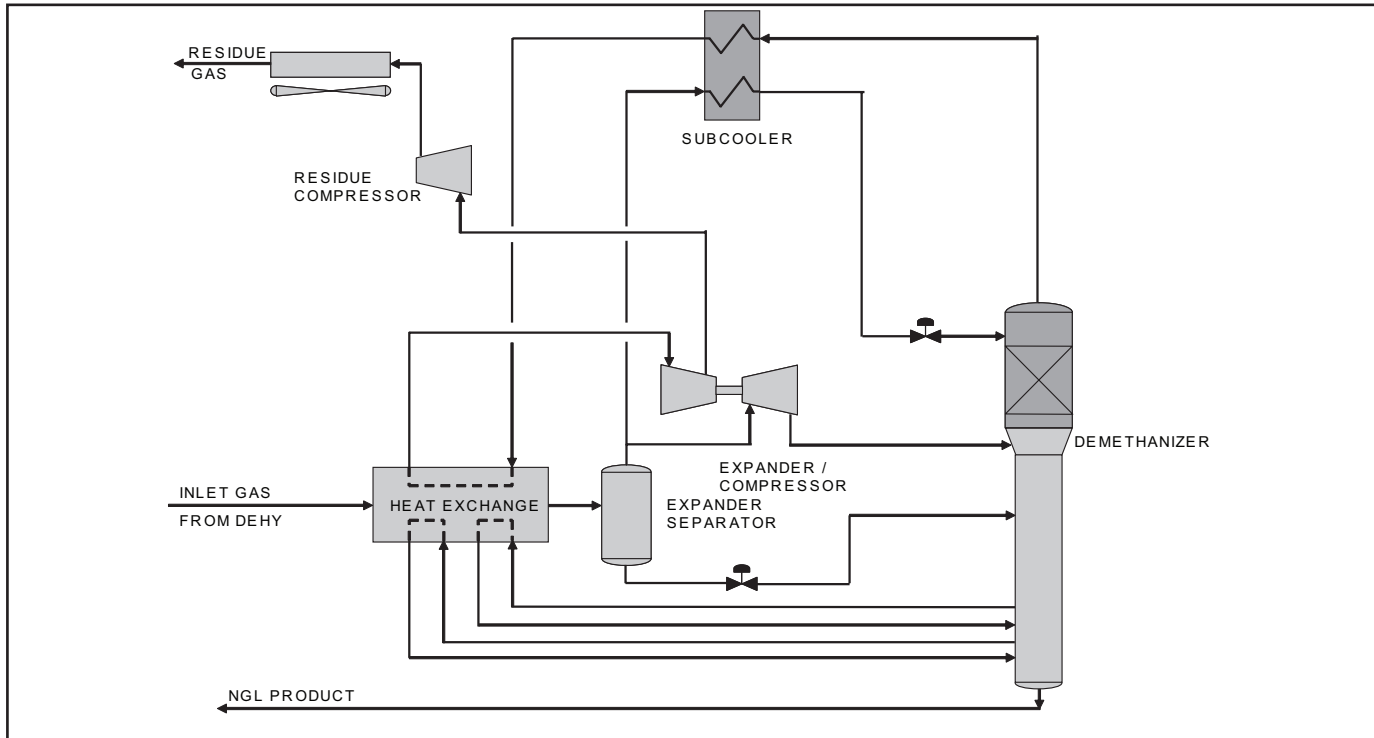 RESIDUE
GAS
SUBCOOLER
RESIDUE
COMPRESSOR
DEMETHANIZER
EXPANDER /
COMPRESSOR
INLET GAS
FROM DEHY
HEAT EXCHANGE
EXPANDER
SEPARATOR
NGL PRODUCT